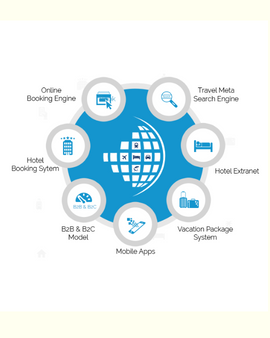 Online
Booking Engine
Travel Meta
Search Engine
Hotel
Booking Sytem
Hotel Extranet
B2B & B2C
B2B & B2C
Model
Vacation Package
System
Mobile Apps